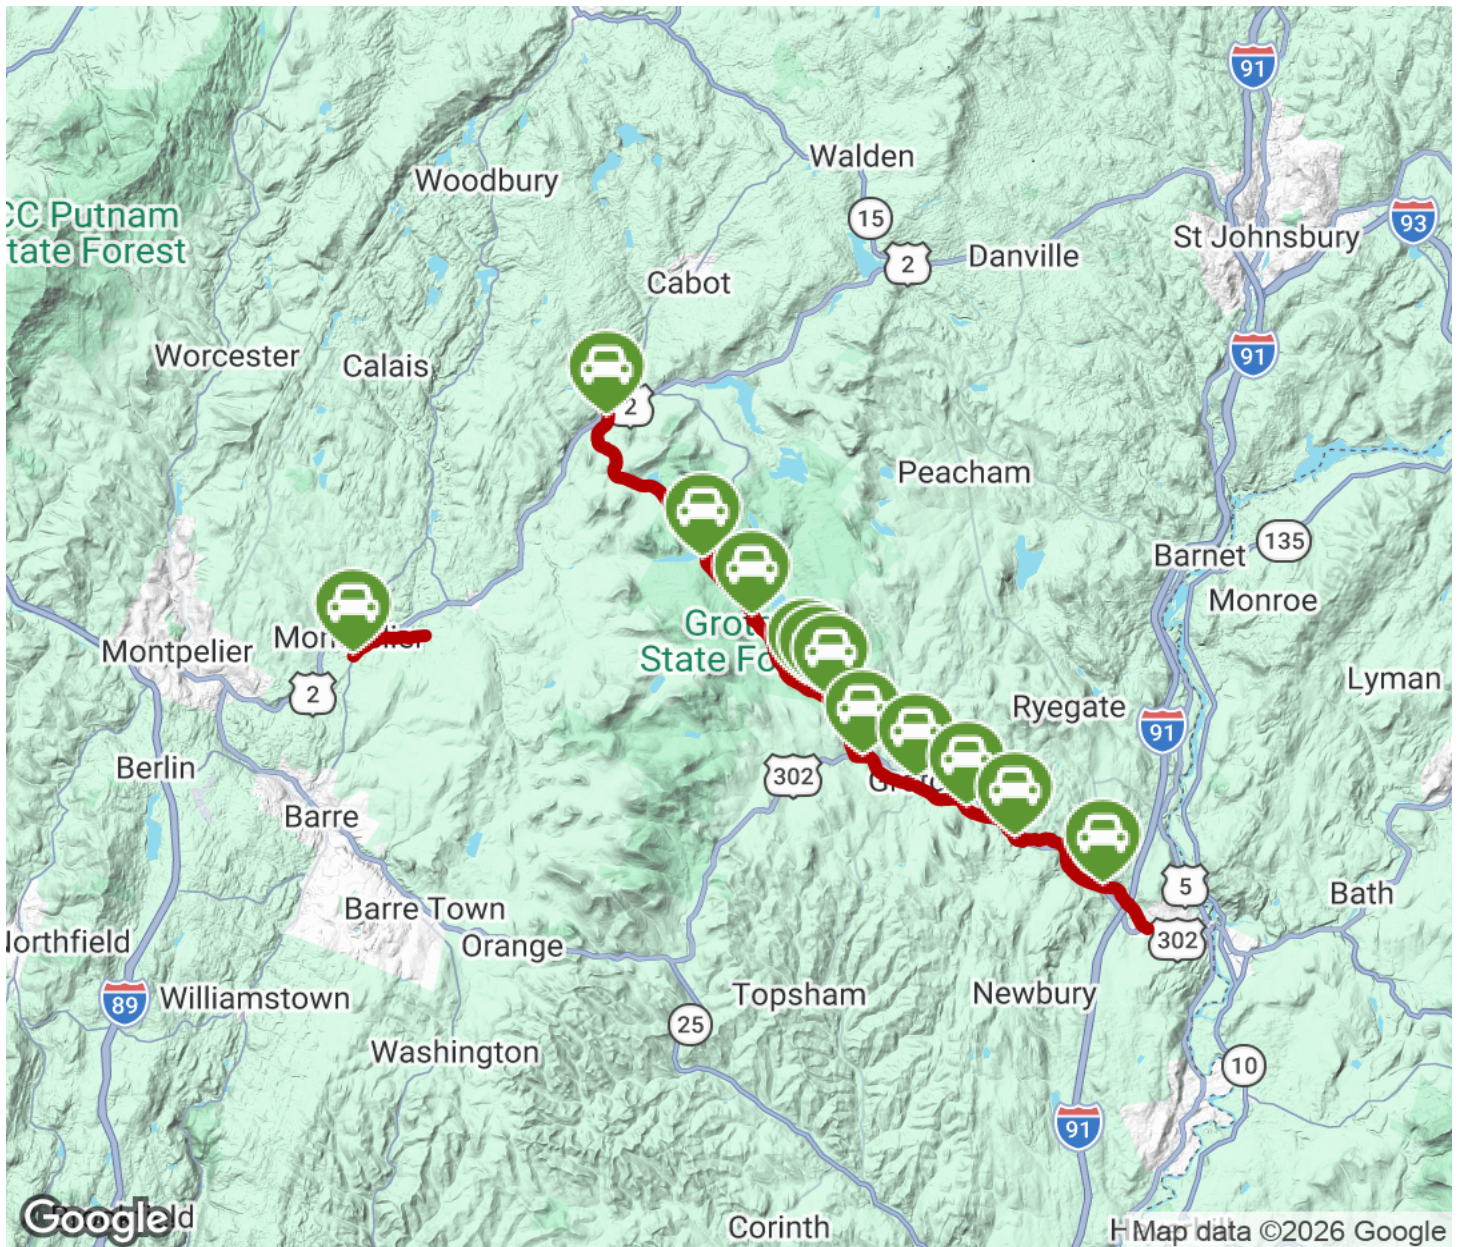 91
Walden
Woodbury
15
CC Putnam
State Forest
93
St Johnsbury
2
Danville
Cabot
91
Worcester
Calais
2
Peacham
135
Barnet
Monroe
Montpelier
2
Lyman
Ryegate
91
Berlin
302
Barre
5
Bath
Barre Town
Northfield
Orange
302
Williamstown
89
Topsham
Newbury
25
Washington
10
91
Google
Corinth
Map data ©2026 Google